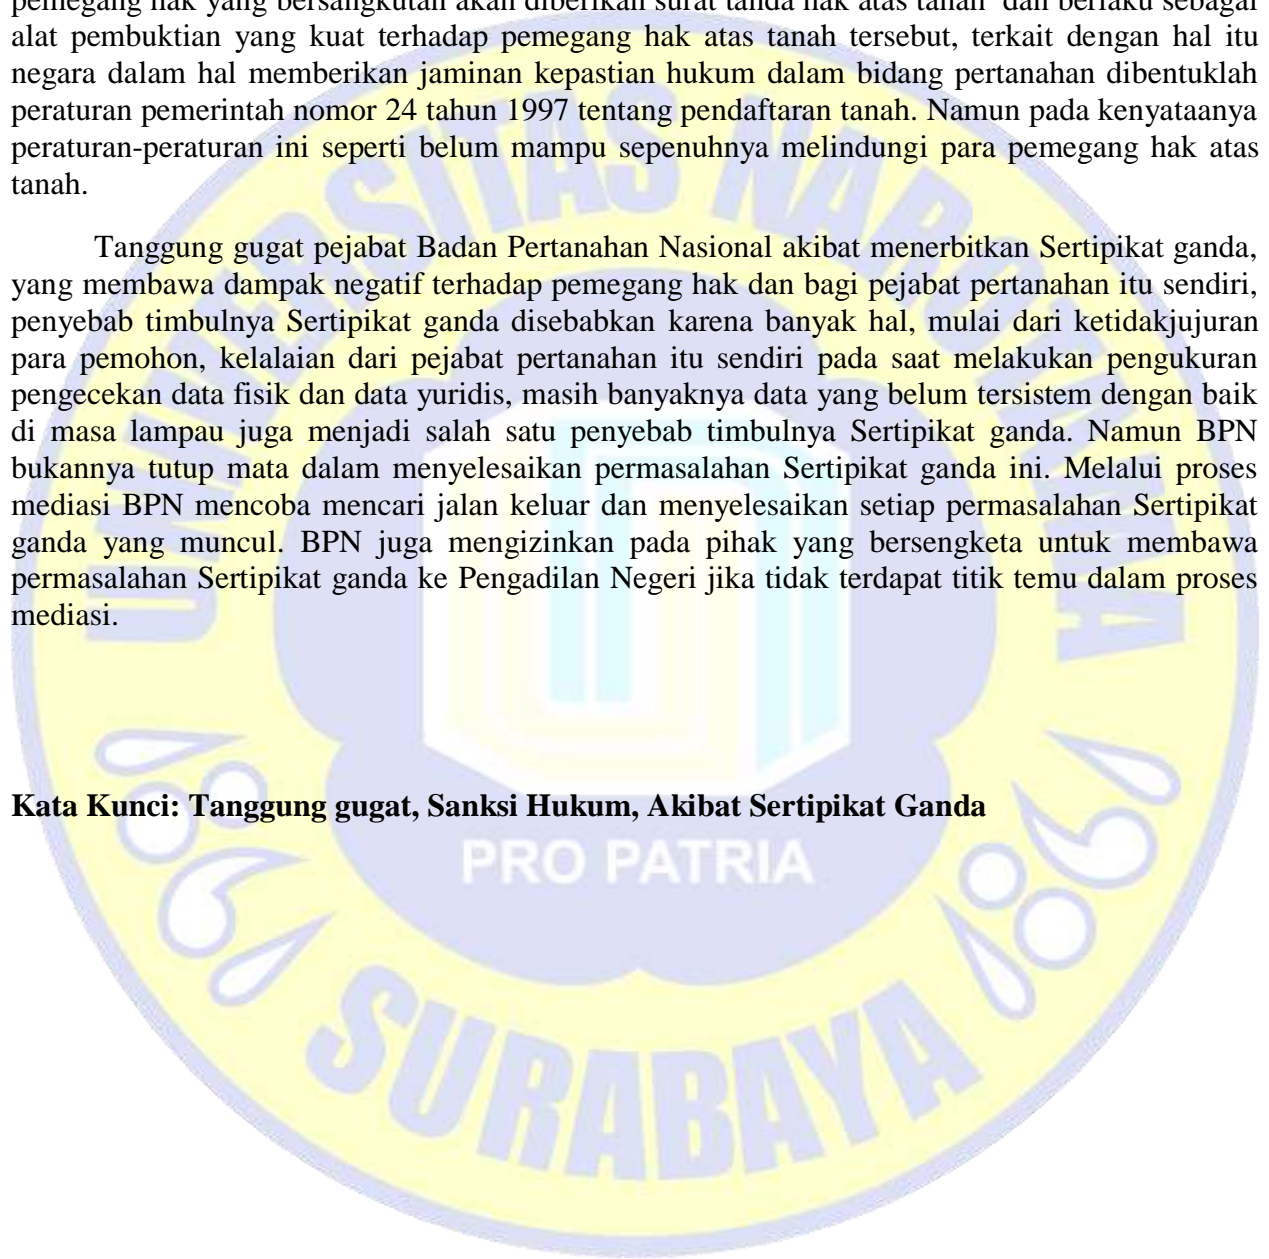 pemegang hak yang bersangkutan akan diberikan surat tanda hak atas tanah dan berlaku sebagai
alat pembuktian yang kuat terhadap pemegang hak atas tanah tersebut, terkait dengan hal itu
negara dalam hal memberikan jaminan kepastian hukum dalam bidang pertanahan dibentuklah
peraturan pemerintah nomor 24 tahun 1997 tentang pendaftaran tanah. Namun pada kenyataanya
peraturan-peraturan ini seperti belum mampu sepenuhnya melindungi para pemegang hak atas
tanah.
Tanggung gugat pejabat Badan Pertanahan Nasional akibat menerbitkan Sertipikat ganda,
yang membawa dampak negatif terhadap pemegang hak dan bagi pejabat pertanahan itu sendiri,
penyebab timbulnya Sertipikat ganda disebabkan karena banyak hal, mulai dari ketidakjujuran
para pemohon, kelalaian dari pejabat pertanahan itu sendiri pada saat melakukan pengukuran
pengecekan data fisik dan data yuridis, masih banyaknya data yang belum tersistem dengan baik
di masa lampau juga menjadi salah satu penyebab timbulnya Sertipikat ganda. Namun BPN
bukannya tutup mata dalam menyelesaikan permasalahan Sertipikat ganda ini. Melalui proses
mediasi BPN mencoba mencari jalan keluar dan menyelesaikan setiap permasalahan Sertipikat
ganda yang muncul. BPN juga mengizinkan pada pihak yang bersengketa untuk membawa
permasalahan Sertipikat ganda ke Pengadilan Negeri jika tidak terdapat titik temu dalam proses
mediasi.
Kata Kunci: Tanggung gugat, Sanksi Hukum, Akibat Sertipikat Ganda
UNIVERSITAS NAROTAMA
PRO PATRIA
SURABAYA